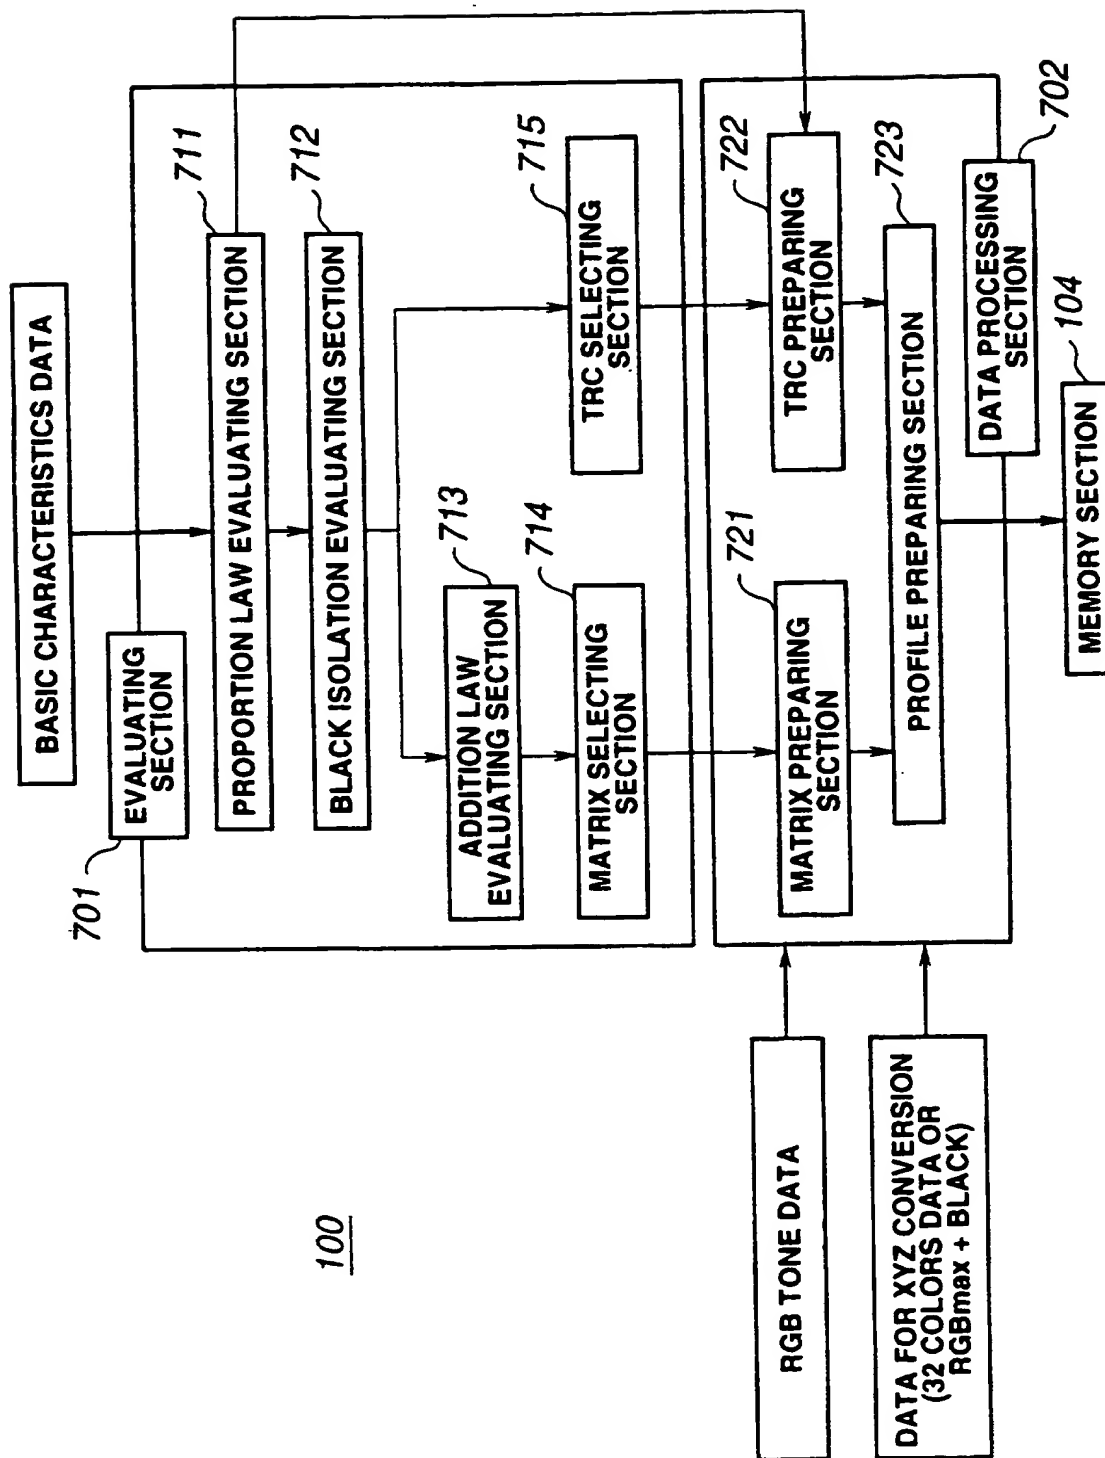 BASIC CHARACTERISTICS DATA
701
EVALUATING
SECTION
PROPORTION LAW EVALUATING SECTION
711
BLACK ISOLATION EVALUATING SECTION
712
ADDITION LAW
EVALUATING SECTION
713
MATRIX SELECTING
SECTION
714
TRC SELECTING
SECTION
715
100
RGB TONE DATA
DATA FOR XYZ CONVERSION
(32 COLORS DATA OR
RGBmax + BLACK)
MATRIX PREPARING
SECTION
721
TRC PREPARING
SECTION
722
PROFILE PREPARING SECTION
723
DATA PROCESSING
SECTION
702
MEMORY SECTION
104